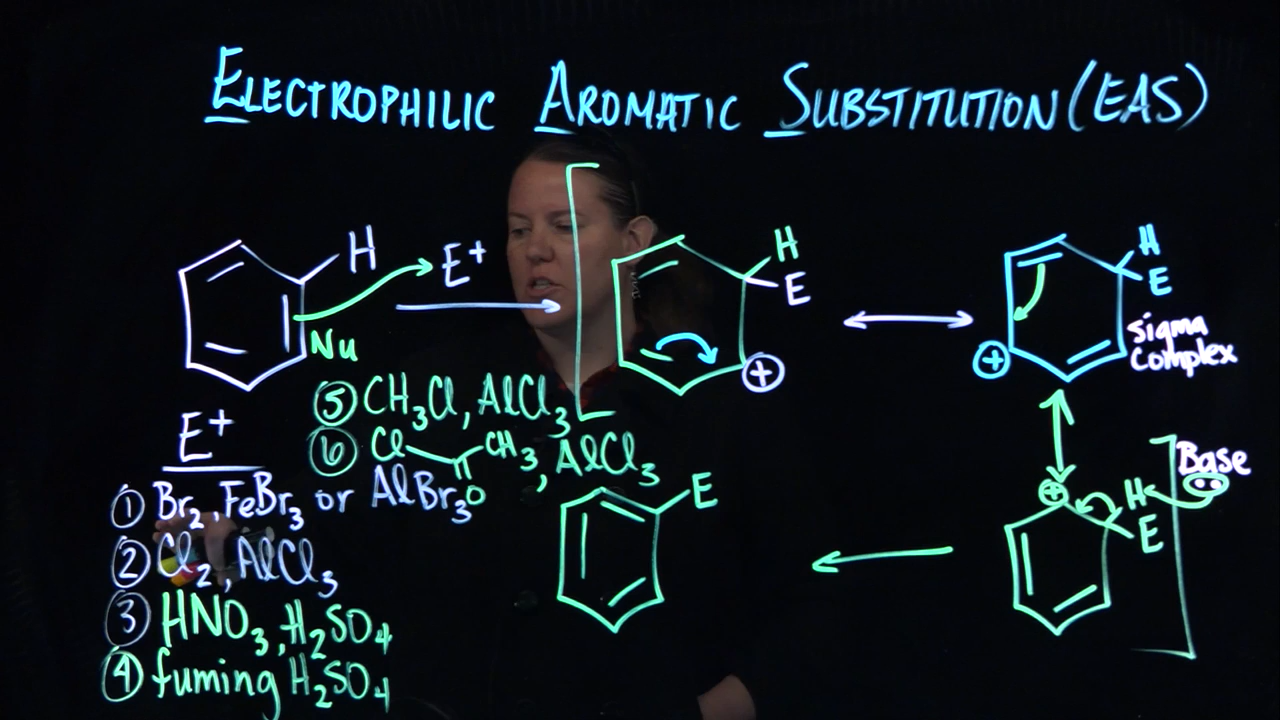 ELECTROPHILIC AROMATIC SUBSTITUTION (EAS)
H
E+
Nu
H
E
+
H
E
+
Sigma
Complex
E+
① Br2, FeBr3 or AlBr3
② Cl2, AlCl3
③ HNO3, H2SO4
④ fuming H2SO4
⑤ CH3Cl, AlCl3
⑥ Cl CH3, AlCl3
O
E
+
H
E
Base